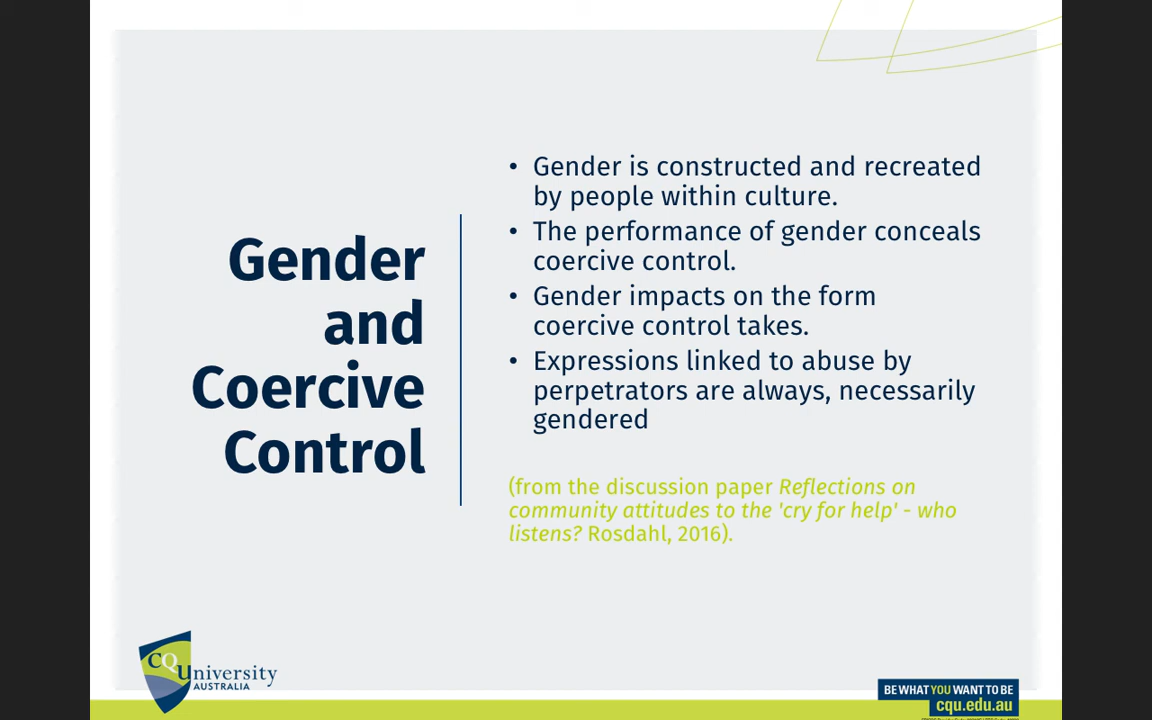 Gender
and
Coercive
Control
• Gender is constructed and recreated
by people within culture.
• The performance of gender conceals
coercive control.
• Gender impacts on the form
coercive control takes.
• Expressions linked to abuse by
perpetrators are always, necessarily
gendered
(from the discussion paper Reflections on
community attitudes to the 'cry for help' - who
listens? Rosdahl, 2016).
CQUniversity
AUSTRALIA
BE WHAT YOU WANT TO BE
cqu.edu.au